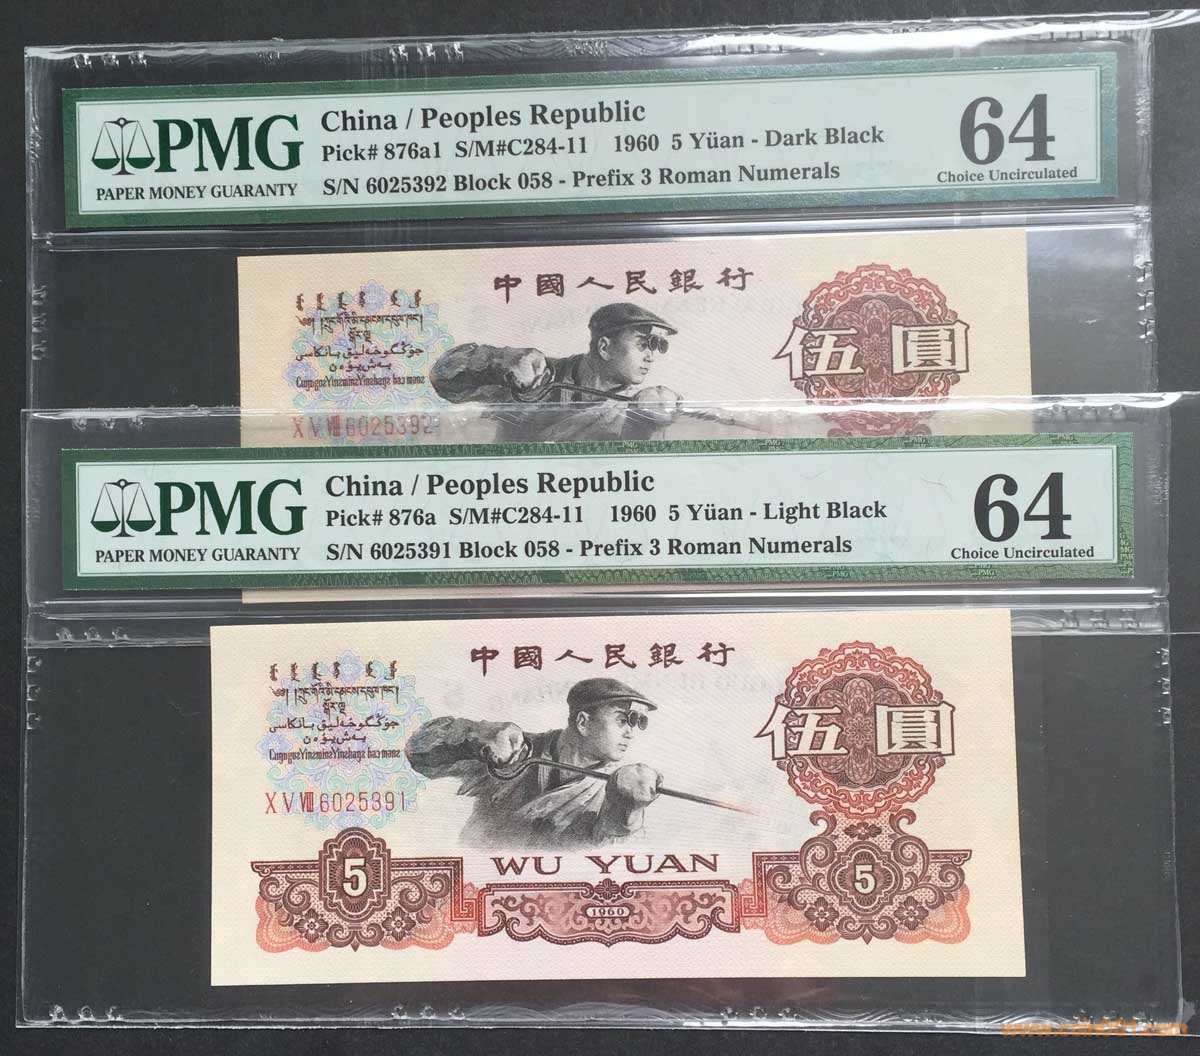 PMG
PAPER MONEY GUARANTY
China / Peoples Republic
Pick# 876a1 S/M#C284-11 1960 5 Yüan - Dark Black
S/N 6025392 Block 058 - Prefix 3 Roman Numerals
64
Choice Uncirculated
中國人民銀行
伍圓
X V VIII 6025392
PMG
PAPER MONEY GUARANTY
China / Peoples Republic
Pick# 876a S/M#C284-11 1960 5 Yüan - Light Black
S/N 6025391 Block 058 - Prefix 3 Roman Numerals
64
Choice Uncirculated
中國人民銀行
伍圓
X V VIII 6025391
WU YUAN
5
1960
5